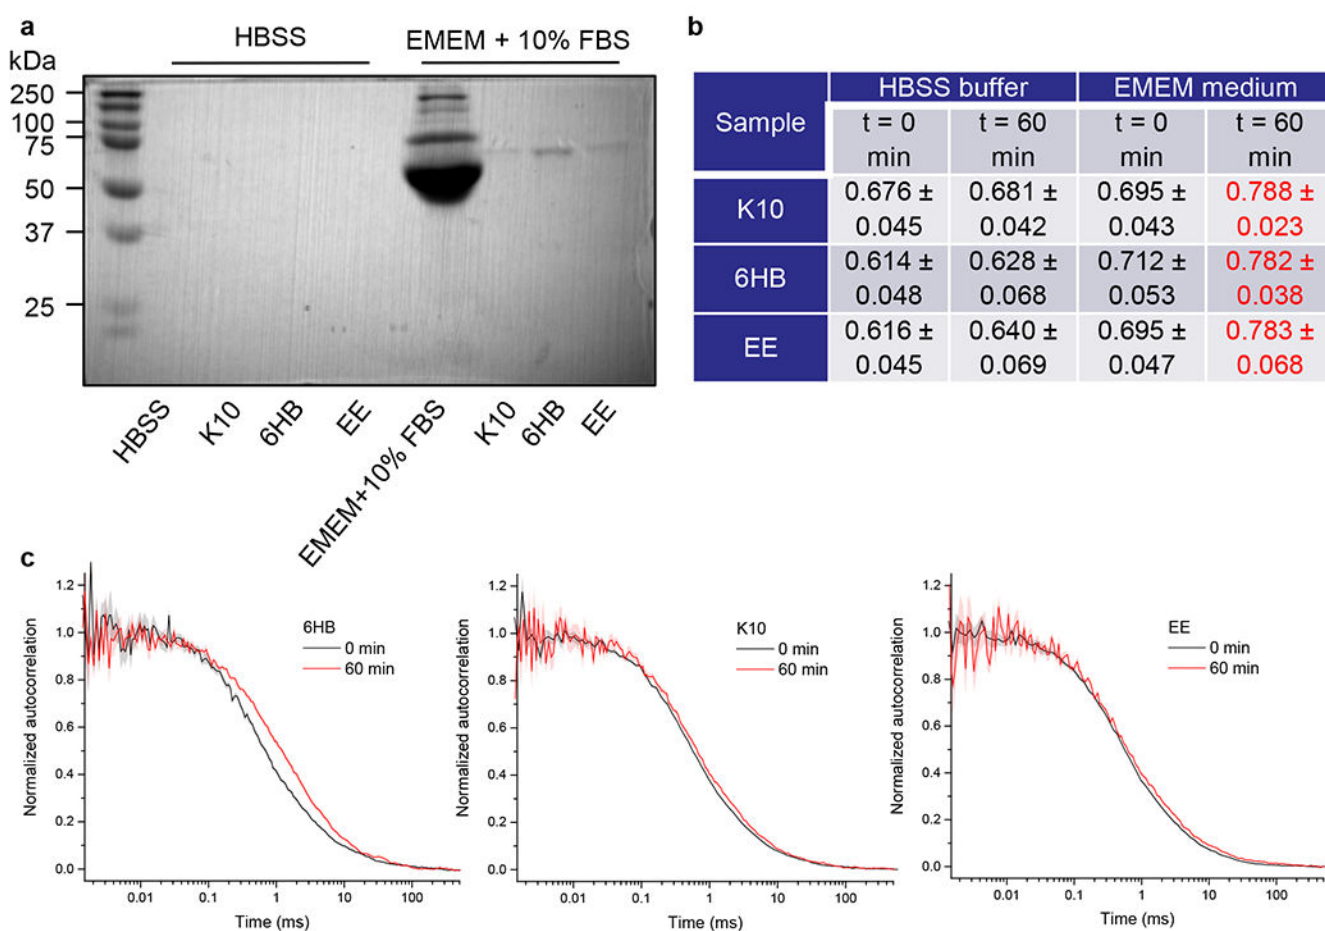 a
HBSS
EMEM + 10% FBS
kDa
250
100
75
50
37
25
HBSS
K10
6HB
EE
EMEM+10% FBS
K10
6HB
EE
b
Sample
HBSS buffer
EMEM medium
t = 0
min
t = 60
min
t = 0
min
t = 60
min
K10
0.676 ±
0.045
0.681 ±
0.042
0.695 ±
0.043
0.788 ±
0.023
6HB
0.614 ±
0.048
0.628 ±
0.068
0.712 ±
0.053
0.782 ±
0.038
EE
0.616 ±
0.045
0.640 ±
0.069
0.695 ±
0.047
0.783 ±
0.068
c
Normalized autocorrelation
1.2
1.0
0.8
0.6
0.4
0.2
0.0
6HB
0 min
60 min
0.01
0.1
1
10
100
Time (ms)
Normalized autocorrelation
1.2
1.0
0.8
0.6
0.4
0.2
0.0
K10
0 min
60 min
0.01
0.1
1
10
100
Time (ms)
Normalized autocorrelation
1.2
1.0
0.8
0.6
0.4
0.2
0.0
EE
0 min
60 min
0.01
0.1
1
10
100
Time (ms)